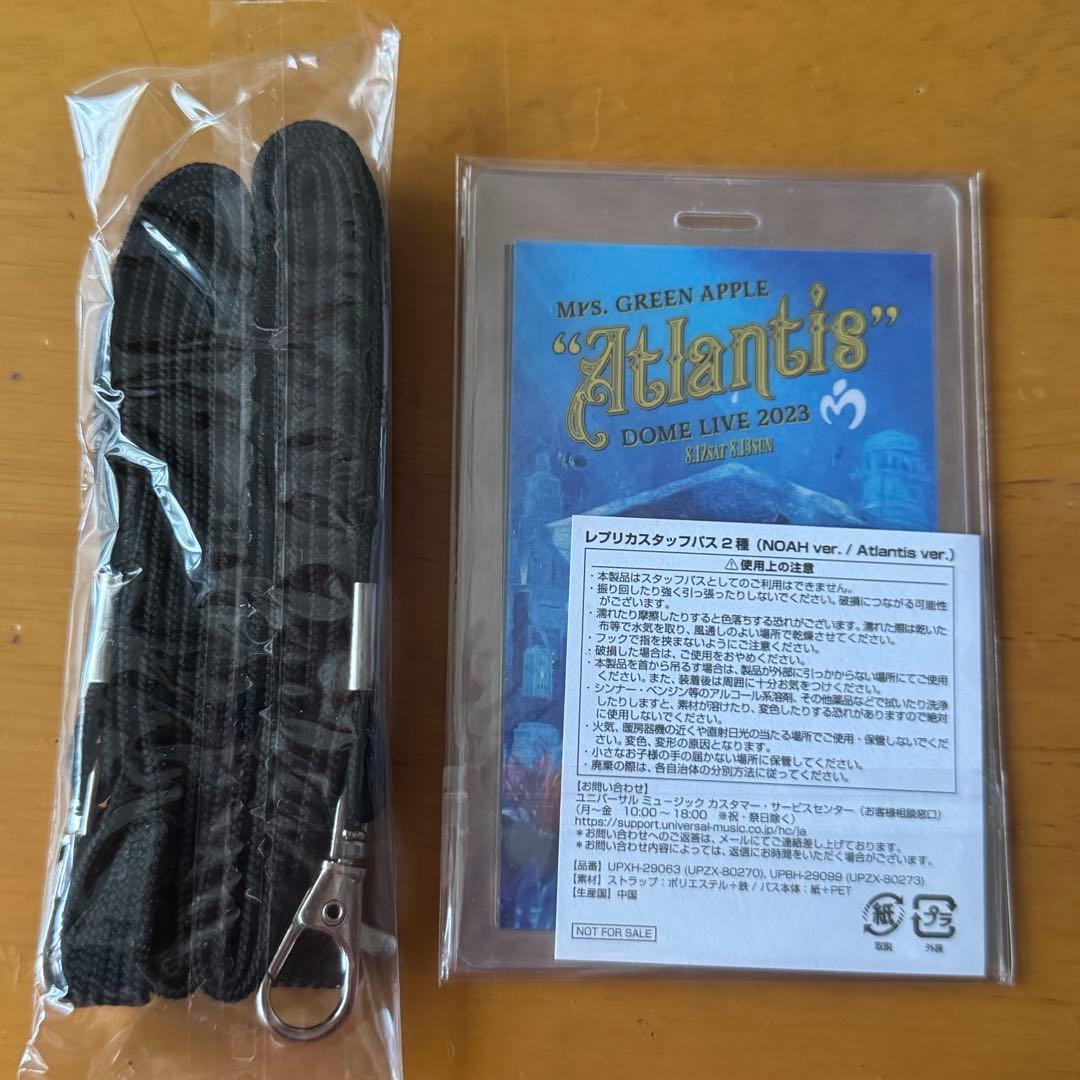 Mrs. GREEN APPLE
“Atlantis”
DOME LIVE 2023
8.12SAT 8.13SUN
レプリカスタッフパス2種（NOAH ver. / Atlantis ver.）
⚠使用上の注意
・本製品はスタッフパスとしてのご利用はできません。
・振り回したり強く引っ張ったりしないでください。破損につながる可能性
がございます。
・濡れたり摩擦したりすると色落ちする恐れがございます。濡れた際は乾いた
布等で水気を取り、風通しのよい場所で乾燥させてください。
・フックで指を挟まないようにご注意ください。
・破損した場合は、ご使用をおやめください。
・本製品を首から吊るす場合は、製品が外部に引っかからない場所にてご使用
ください。また、装着後は周囲に十分お気をつけください。
・シンナー・ベンジン等のアルコール系溶剤、その他薬品などで拭いたり洗浄
したりしますと、素材が溶けたり、変色したりする恐れがありますので絶対
に使用しないでください。
・火気、暖房器機の近くや直射日光の当たる場所でご使用・保管しないでくだ
さい。変色、変形の原因となります。
・小さなお子様の手の届かない場所に保管してください。
・廃棄の際は、各自治体の分別方法に従ってください。
【お問い合わせ】
ユニバーサル ミュージック カスタマー・サービスセンター（お客様相談窓口）
（月～金　10:00～18:00　※祝・祭日除く）
https://support.universal-music.co.jp/hc/ja
＊お問い合わせへのご返答は、メールにてご連絡差し上げております。
＊お問い合わせ内容によっては、返信にお時間をいただく場合がございます。
【品番】UPXH-29063 (UPZX-80270), UPBH-29099 (UPZX-80273)
【素材】ストラップ：ポリエステル＋鉄 / パス本体：紙＋PET
【生産国】中国
NOT FOR SALE
紙
取説
プラ
外装